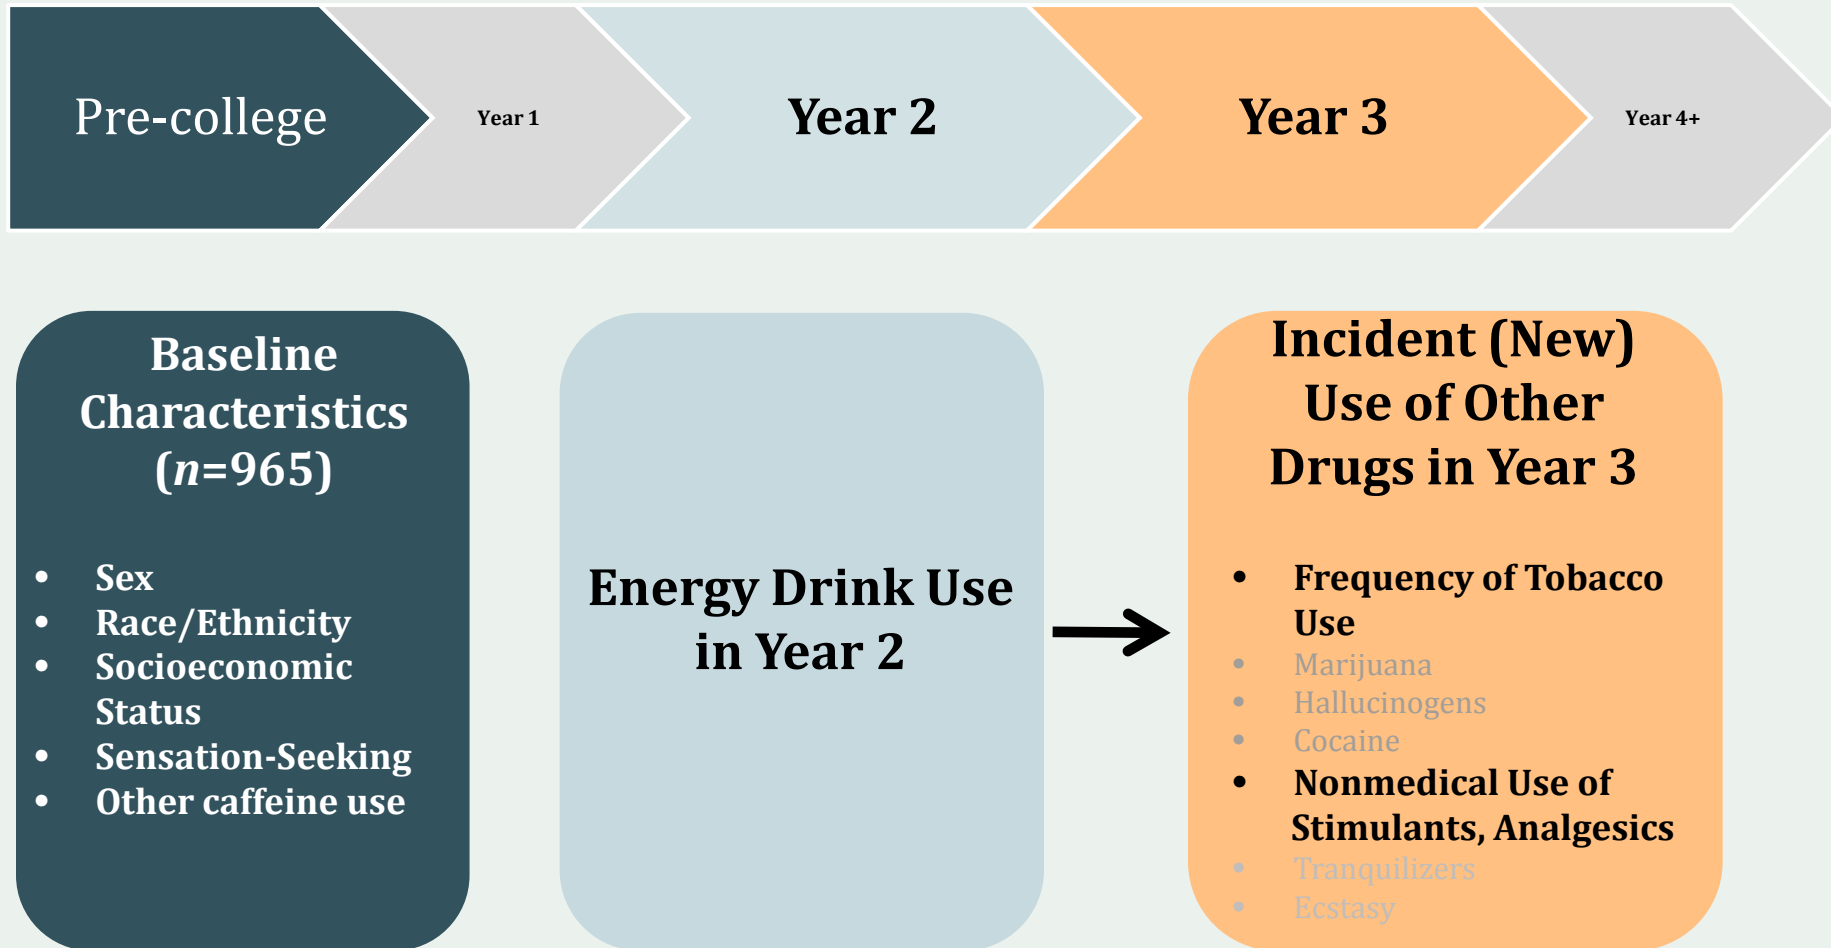 Pre-college
Year 1
Year 2
Year 3
Year 4+
Baseline
Characteristics
(n=965)
• Sex
• Race/Ethnicity
• Socioeconomic
Status
• Sensation-Seeking
• Other caffeine use
Energy Drink Use
in Year 2
Incident (New)
Use of Other
Drugs in Year 3
• Frequency of Tobacco
Use
• Marijuana
• Hallucinogens
• Cocaine
• Nonmedical Use of
Stimulants, Analgesics
• Tranquilizers
• Ecstasy